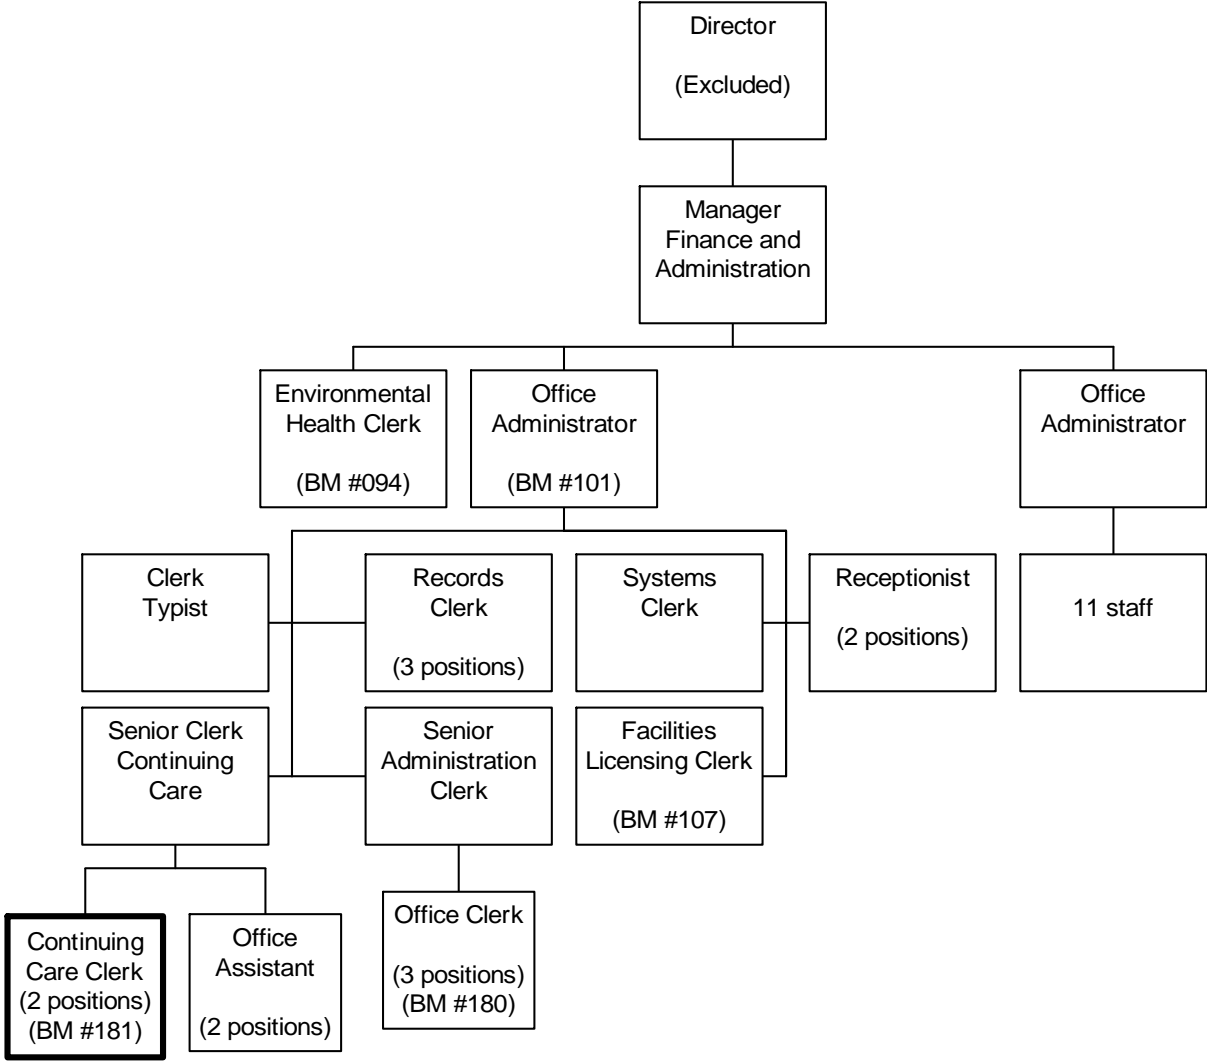 Director
(Excluded)
Manager
Finance and
Administration
Environmental
Health Clerk
(BM #094)
Office
Administrator
(BM #101)
Office
Administrator
Clerk
Typist
Records
Clerk
(3 positions)
Systems
Clerk
Receptionist
(2 positions)
11 staff
Senior Clerk
Continuing
Care
Senior
Administration
Clerk
Facilities
Licensing Clerk
(BM #107)
Continuing
Care Clerk
(2 positions)
(BM #181)
Office
Assistant
(2 positions)
Office Clerk
(3 positions)
(BM #180)